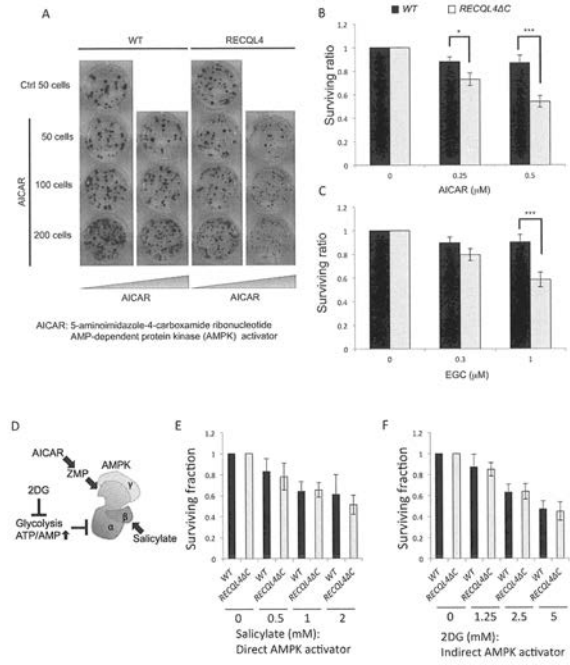 A
WT RECQL4
Ctrl 50 cells
50 cells
100 cells
200 cells
AICAR
AICAR AICAR
AICAR: 5-aminoimidazole-4-carboxamide ribonucleotide
AMP-dependent protein kinase (AMPK) activator
B
WT RECQL4ΔC
Surviving ratio
1.2
1
0.8
0.6
0.4
0.2
0
* ***
0 0.25 0.5
AICAR (μM)
C
Surviving ratio
1.2
1
0.8
0.6
0.4
0.2
0
***
0 0.3 1
EGC (μM)
D
AICAR
ZMP
AMPK
γ
β
α
2DG
Glycolysis
ATP/AMP
Salicylate
E
Surviving fraction
1.2
1
0.8
0.6
0.4
0.2
0
WT RECQL4ΔC WT RECQL4ΔC WT RECQL4ΔC WT RECQL4ΔC
0 0.5 1 2
Salicylate (mM):
Direct AMPK activator
F
Surviving fraction
1.2
1
0.8
0.6
0.4
0.2
0
WT RECQL4ΔC WT RECQL4ΔC WT RECQL4ΔC WT RECQL4ΔC
0 1.25 2.5 5
2DG (mM):
Indirect AMPK activator